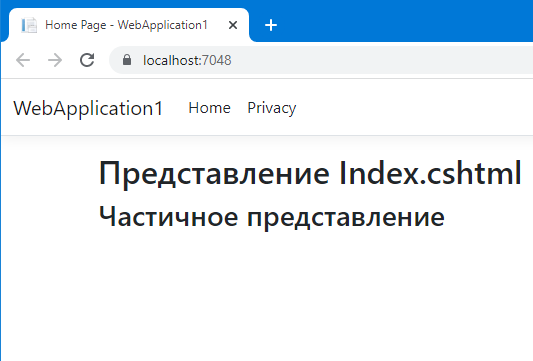 Home Page - WebApplication1
localhost:7048
WebApplication1 Home Privacy
Представление Index.cshtml
Частичное представление